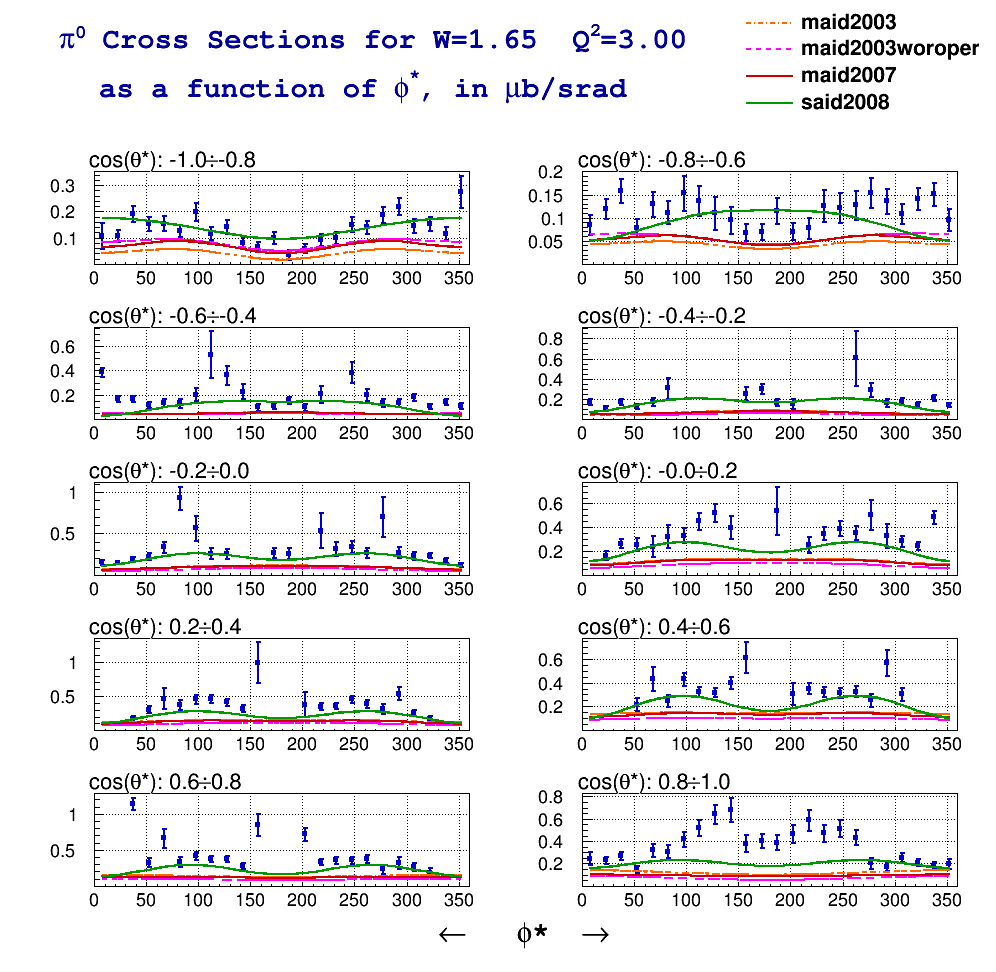 π⁰ Cross Sections for W=1.65 Q²=3.00
as a function of ϕ*, in μb/srad
maid2003
maid2003woroper
maid2007
said2008
cos(θ*): -1.0÷-0.8
0.3
0.2
0.1
0 50 100 150 200 250 300 350
cos(θ*): -0.8÷-0.6
0.2
0.15
0.1
0.05
0 50 100 150 200 250 300 350
cos(θ*): -0.6÷-0.4
0.6
0.4
0.2
0 50 100 150 200 250 300 350
cos(θ*): -0.4÷-0.2
0.8
0.6
0.4
0.2
0 50 100 150 200 250 300 350
cos(θ*): -0.2÷0.0
1
0.5
0 50 100 150 200 250 300 350
cos(θ*): -0.0÷0.2
0.6
0.4
0.2
0 50 100 150 200 250 300 350
cos(θ*): 0.2÷0.4
1
0.5
0 50 100 150 200 250 300 350
cos(θ*): 0.4÷0.6
0.6
0.4
0.2
0 50 100 150 200 250 300 350
cos(θ*): 0.6÷0.8
1
0.5
0 50 100 150 200 250 300 350
cos(θ*): 0.8÷1.0
0.8
0.6
0.4
0.2
0 50 100 150 200 250 300 350
← ϕ* →